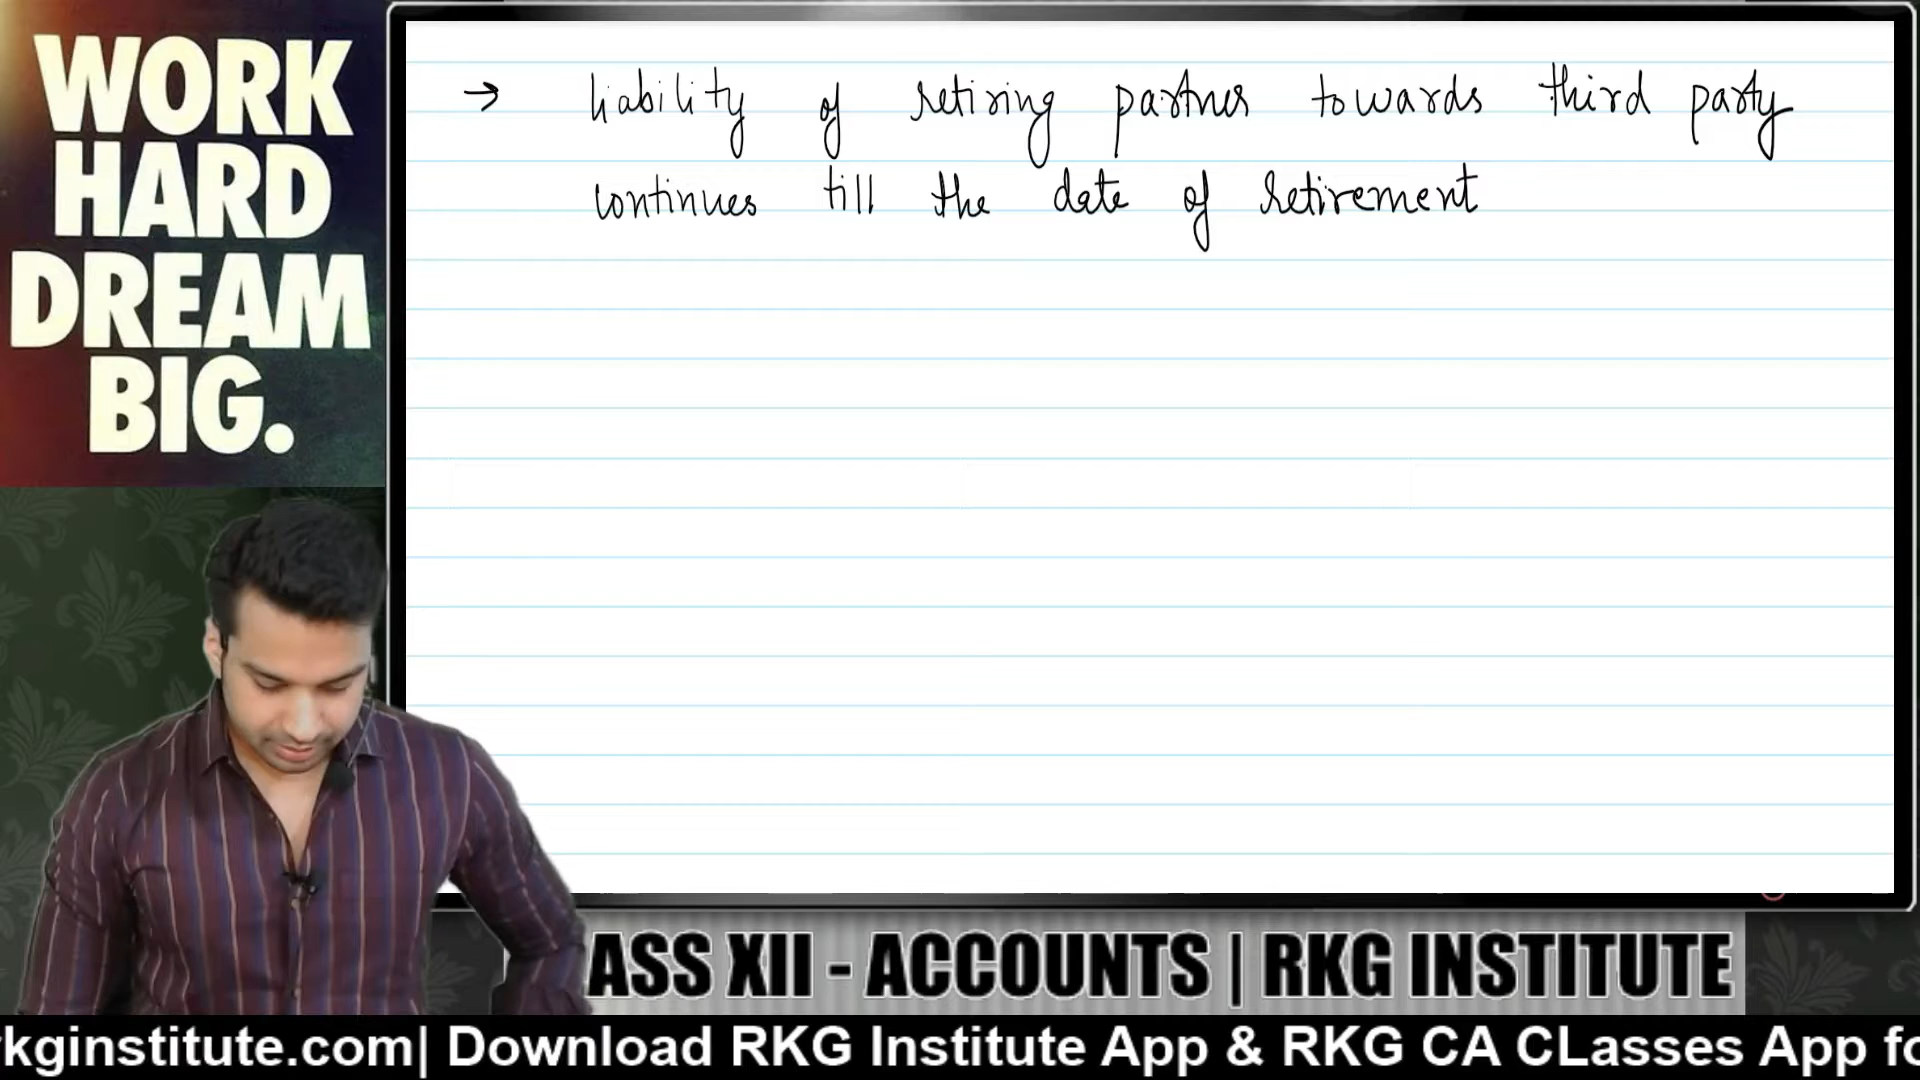 WORK
HARD
DREAM
BIG.
→ liability of retiring partner towards third party
continues till the date of retirement
ASS XII - ACCOUNTS | RKG INSTITUTE
rkginstitute.com| Download RKG Institute App & RKG CA CLasses App fo